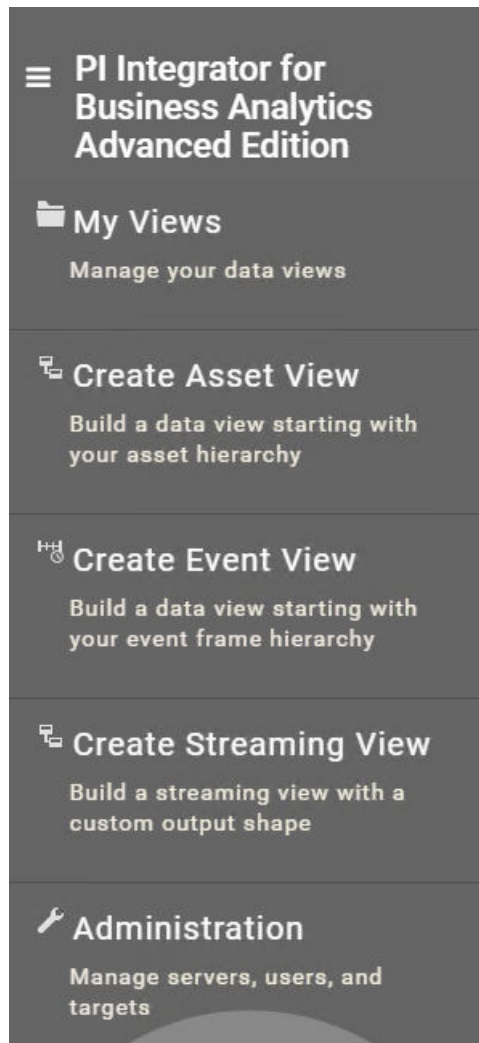 PI Integrator for
Business Analytics
Advanced Edition
My Views
Manage your data views
Create Asset View
Build a data view starting with
your asset hierarchy
Create Event View
Build a data view starting with
your event frame hierarchy
Create Streaming View
Build a streaming view with a
custom output shape
Administration
Manage servers, users, and
targets